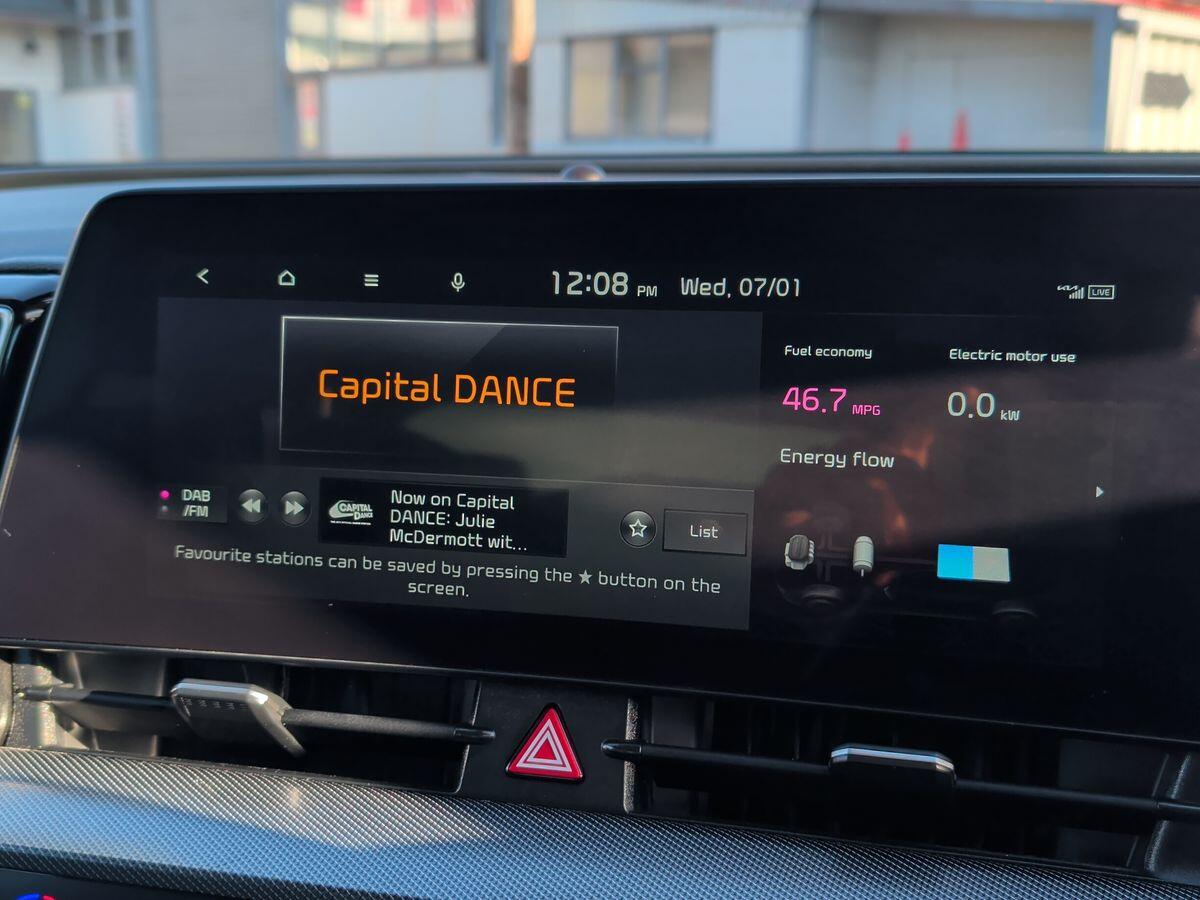 12:08 PM Wed, 07/01
LIVE
Capital DANCE
Fuel economy
Electric motor use
46.7 MPG
0.0 kW
Energy flow
DAB
/FM
CAPITAL
DANCE
Now on Capital
DANCE: Julie
McDermott wit...
List
Favourite stations can be saved by pressing the ★ button on the
screen.